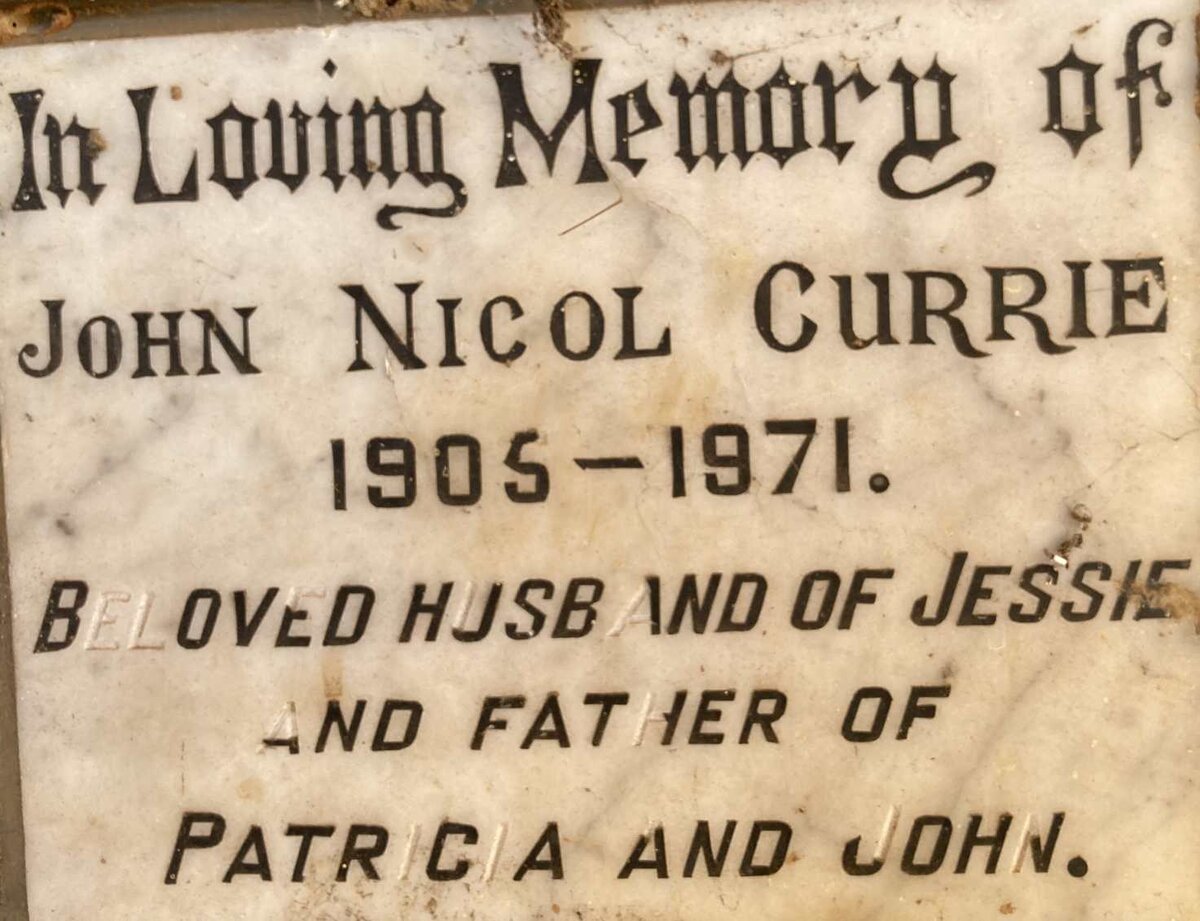 In Loving Memory of
JOHN NICOL CURRIE
1905-1971.
BELOVED HUSBAND OF JESSIE
AND FATHER OF
PATRICIA AND JOHN.